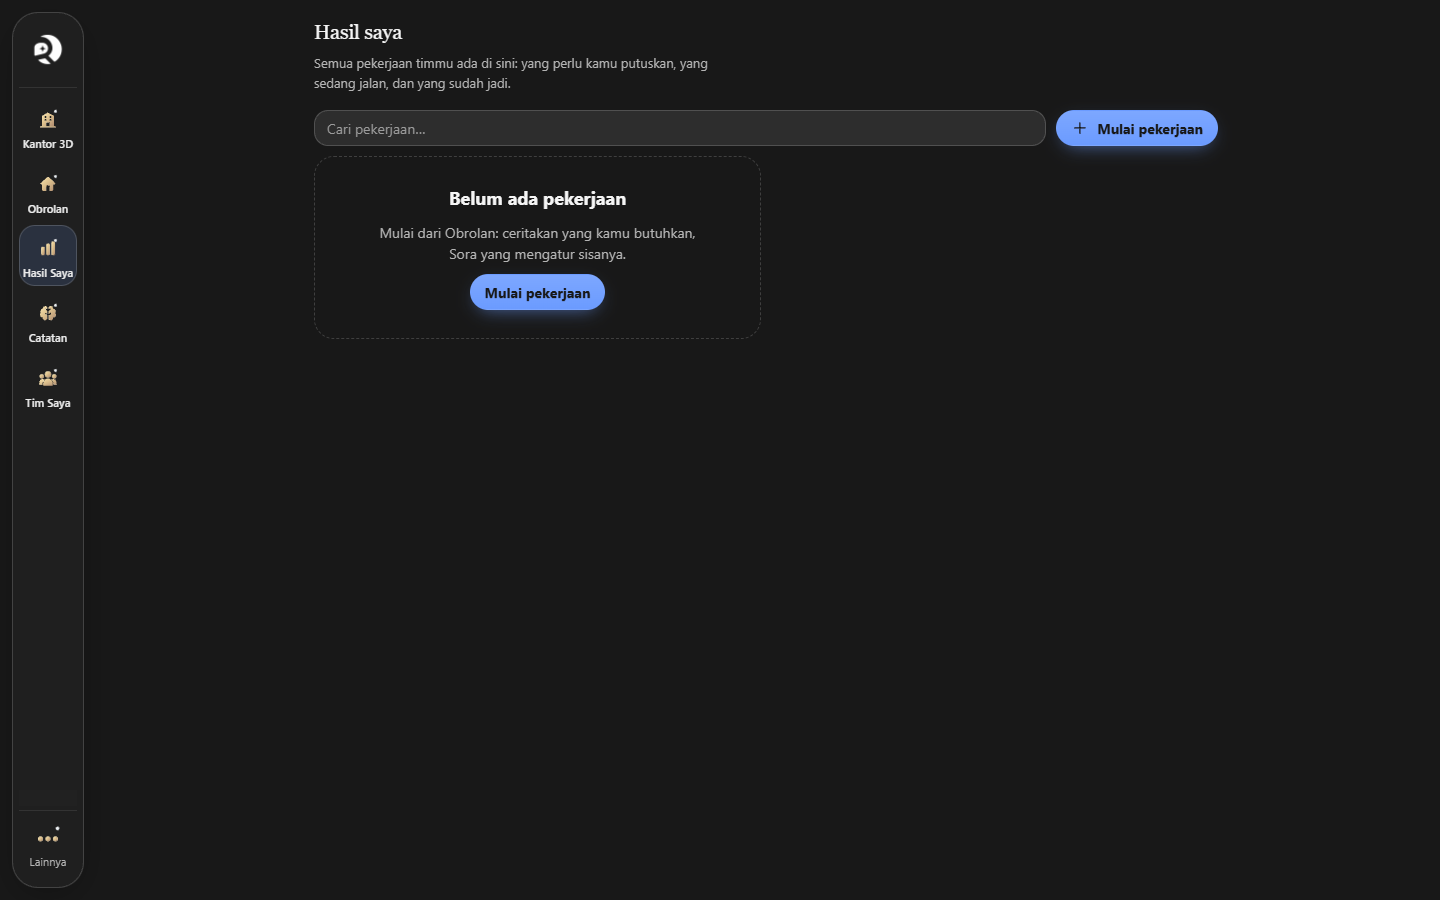 Kantor 3D
Obrolan
Hasil Saya
Catatan
Tim Saya
Lainnya
Hasil saya
Semua pekerjaan timmu ada di sini: yang perlu kamu putuskan, yang
sedang jalan, dan yang sudah jadi.
Cari pekerjaan...
Mulai pekerjaan
Belum ada pekerjaan
Mulai dari Obrolan: ceritakan yang kamu butuhkan,
Sora yang mengatur sisanya.
Mulai pekerjaan